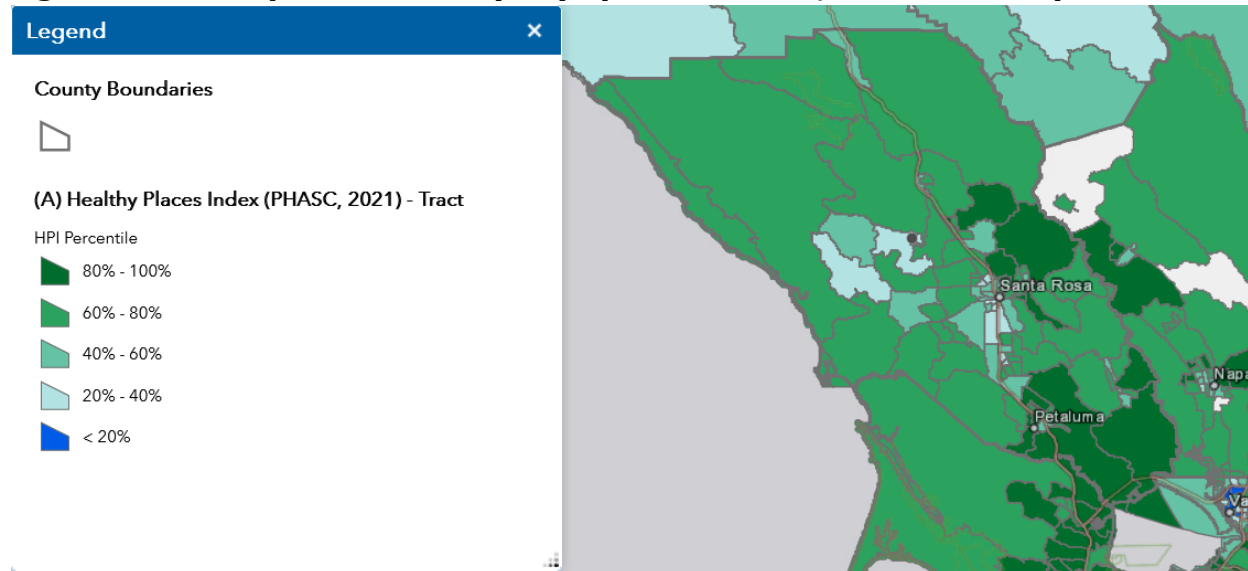 Legend
County Boundaries
(A) Healthy Places Index (PHASC, 2021) - Tract
HPI Percentile
80% - 100%
60% - 80%
40% - 60%
20% - 40%
< 20%
Santa Rosa
Napa
Petaluma
Va